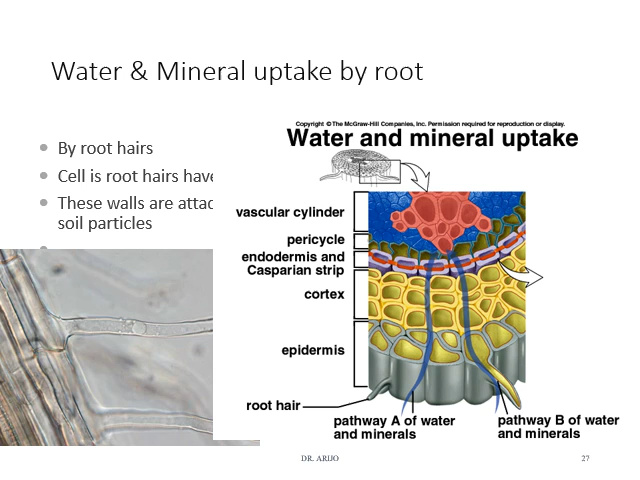 Water & Mineral uptake by root
By root hairs
Cell is root hairs have
These walls are attac
soil particles
Copyright © The McGraw-Hill Companies, Inc. Permission required for reproduction or display.
Water and mineral uptake
vascular cylinder
pericycle
endodermis and
Casparian strip
cortex
epidermis
root hair
pathway A of water
and minerals
pathway B of water
and minerals
DR. ARIJO
27